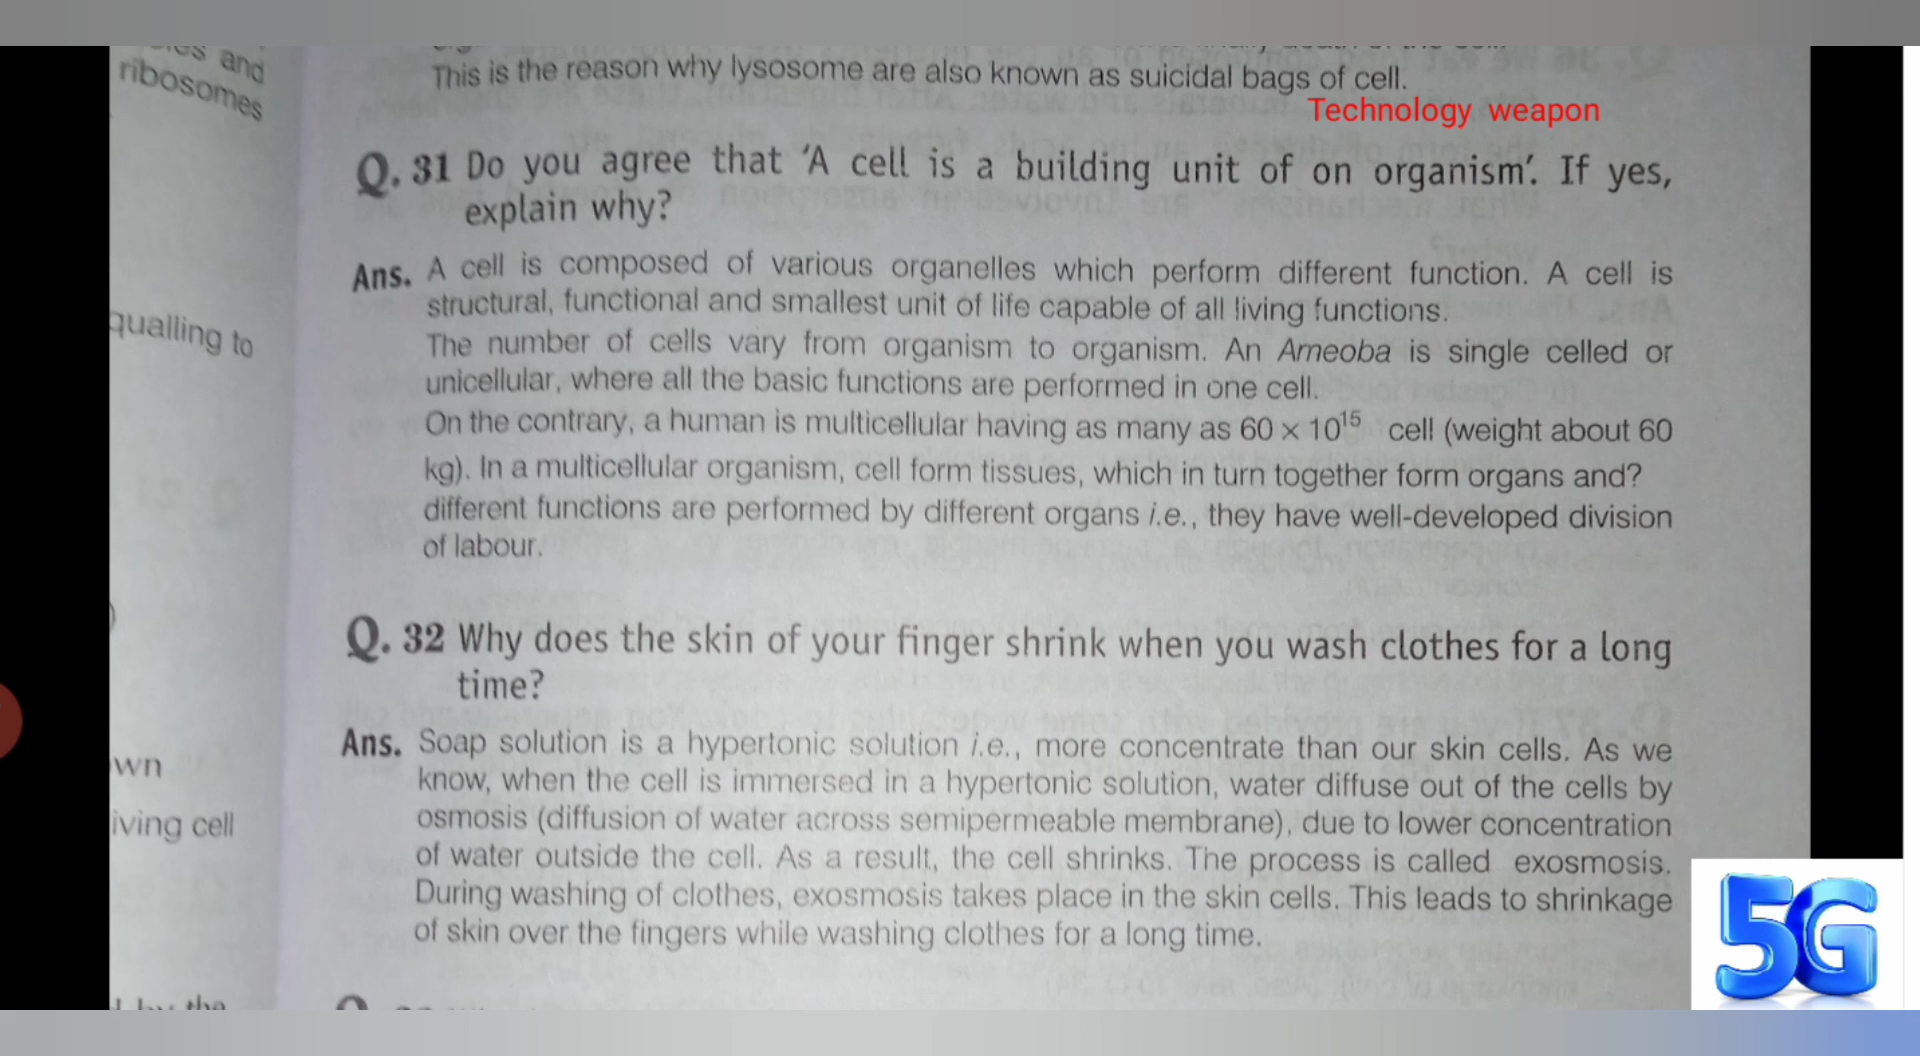 and
ribosomes
This is the reason why lysosome are also known as suicidal bags of cell.
Technology weapon
Q. 31 Do you agree that ‘A cell is a building unit of on organism’. If yes,
explain why?
Ans. A cell is composed of various organelles which perform different function. A cell is
structural, functional and smallest unit of life capable of all living functions.
qualling to
The number of cells vary from organism to organism. An Ameoba is single celled or
unicellular, where all the basic functions are performed in one cell.
On the contrary, a human is multicellular having as many as 60 × 10¹⁵ cell (weight about 60
kg). In a multicellular organism, cell form tissues, which in turn together form organs and?
different functions are performed by different organs i.e., they have well-developed division
of labour.
Q. 32 Why does the skin of your finger shrink when you wash clothes for a long
time?
Ans. Soap solution is a hypertonic solution i.e., more concentrate than our skin cells. As we
wn
know, when the cell is immersed in a hypertonic solution, water diffuse out of the cells by
iving cell
osmosis (diffusion of water across semipermeable membrane), due to lower concentration
of water outside the cell. As a result, the cell shrinks. The process is called exosmosis.
During washing of clothes, exosmosis takes place in the skin cells. This leads to shrinkage
of skin over the fingers while washing clothes for a long time.
5G